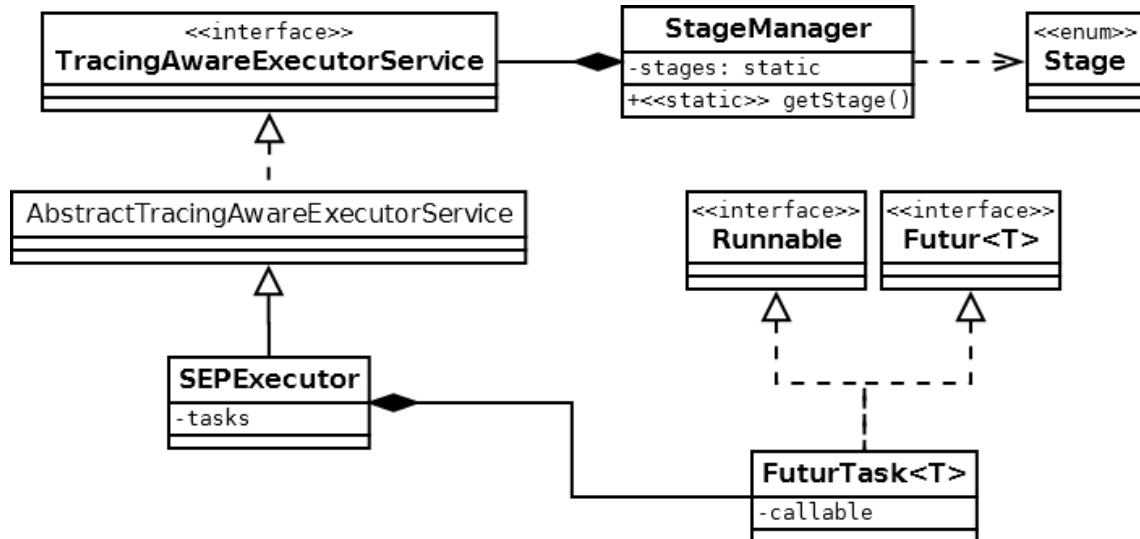 <<interface>>
TracingAwareExecutorService
StageManager
-stages: static
+<<static>> getStage()
<<enum>>
Stage
AbstractTracingAwareExecutorService
<<interface>>
Runnable
<<interface>>
Futur<T>
SEPExecutor
-tasks
FuturTask<T>
-callable